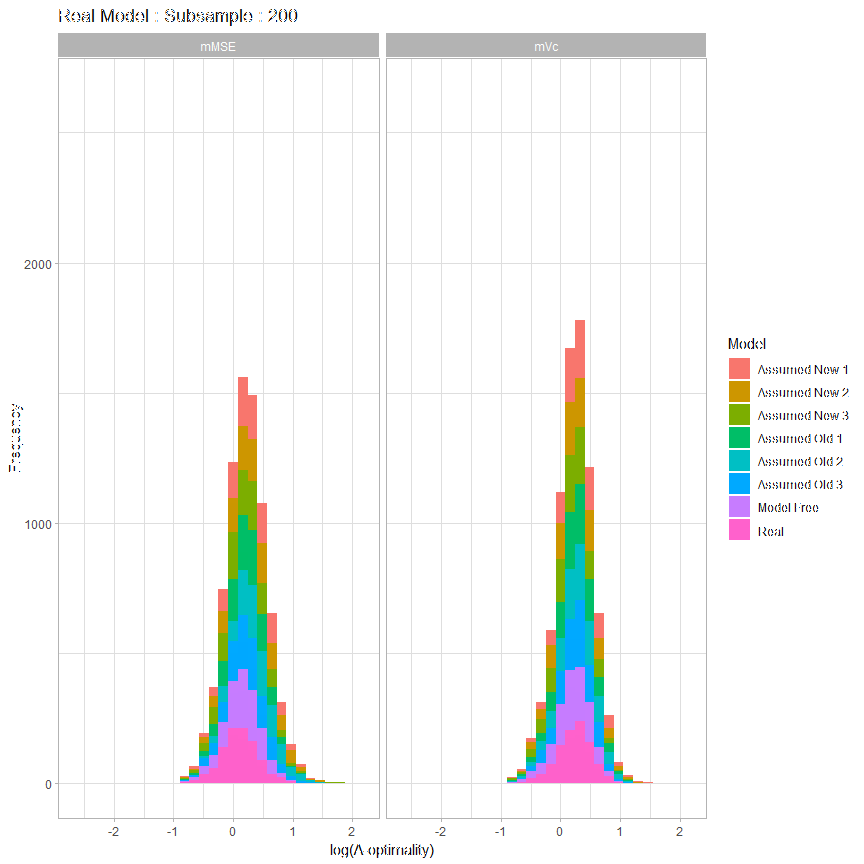 Real Model : Subsample : 200
mMSE
mVc
2000
1000
0
Frequency
-2 -1 0 1 2
-2 -1 0 1 2
log(A optimality)
Model
Assumed New 1
Assumed New 2
Assumed New 3
Assumed Old 1
Assumed Old 2
Assumed Old 3
Model Free
Real